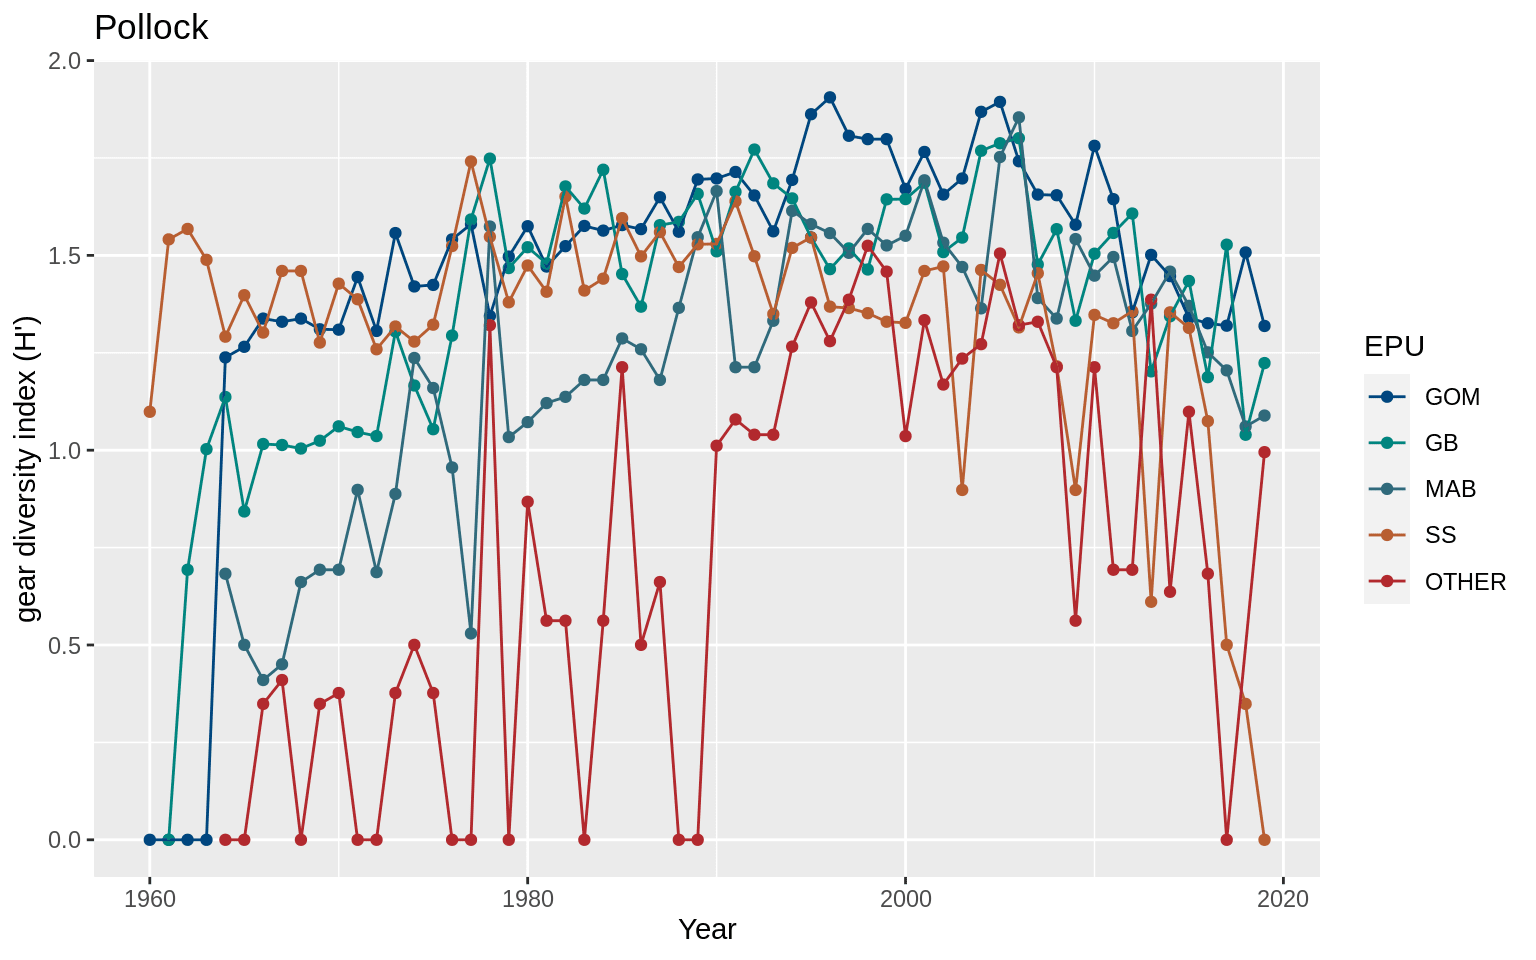 Pollock
2.0
1.5
1.0
0.5
0.0
gear diversity index (H')
1960
1980
2000
2020
Year
EPU
GOM
GB
MAB
SS
OTHER